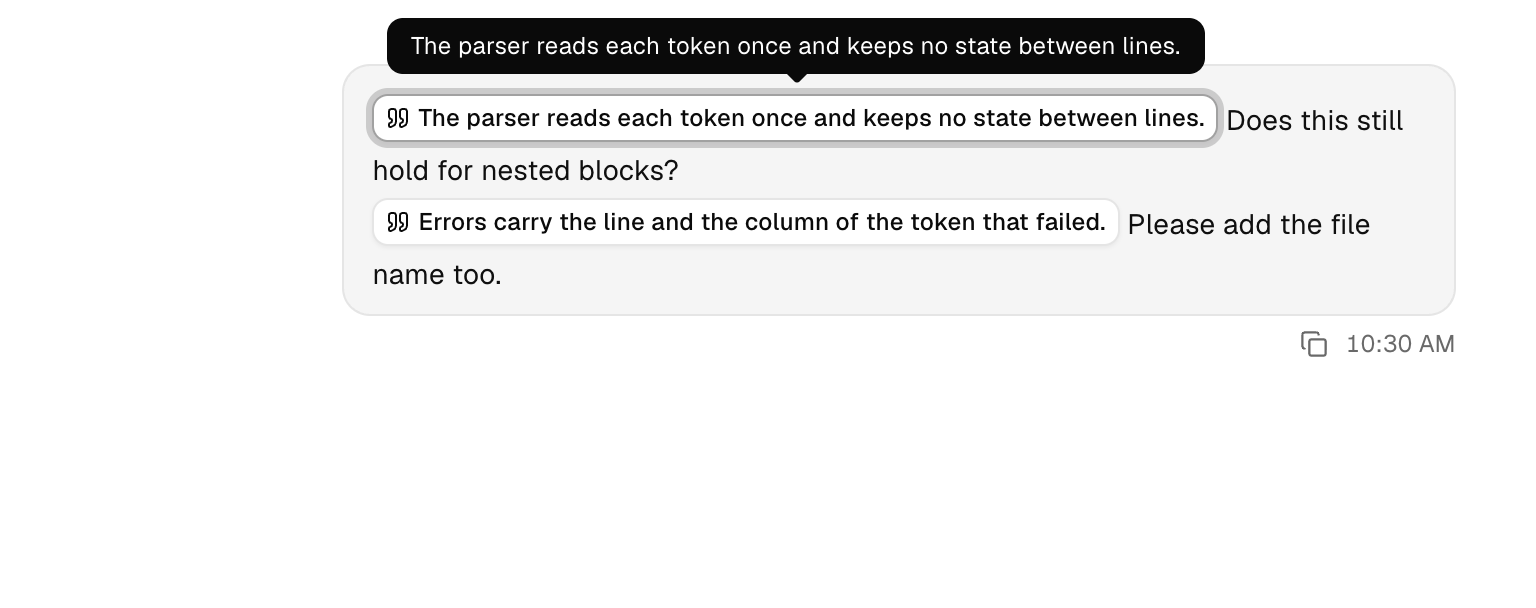 The parser reads each token once and keeps no state between lines.
The parser reads each token once and keeps no state between lines. Does this still
hold for nested blocks?
Errors carry the line and the column of the token that failed. Please add the file
name too.
10:30 AM